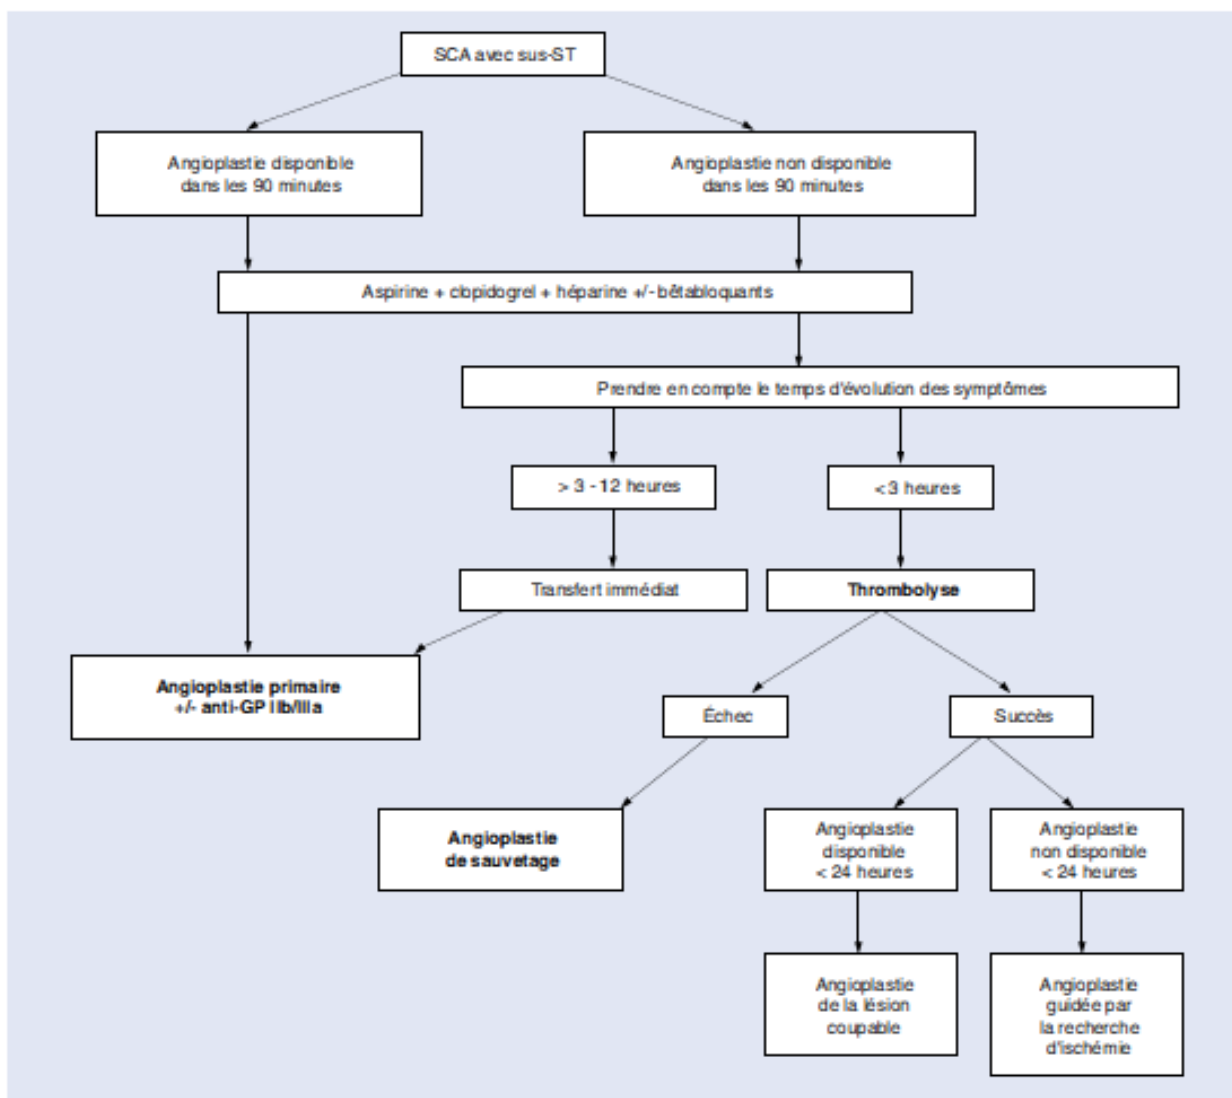 SCA avec sus-ST
Angioplastie disponible
dans les 90 minutes
Angioplastie non disponible
dans les 90 minutes
Aspirine + clopidogrel + héparine +/- bêtabloquants
Prendre en compte le temps d'évolution des symptômes
> 3 - 12 heures
< 3 heures
Transfert immédiat
Thrombolyse
Angioplastie primaire
+/- anti-GP IIb/IIIa
Échec
Succès
Angioplastie
de sauvetage
Angioplastie
disponible
< 24 heures
Angioplastie
non disponible
< 24 heures
Angioplastie
de la lésion
coupable
Angioplastie
guidée par
la recherche
d'ischémie